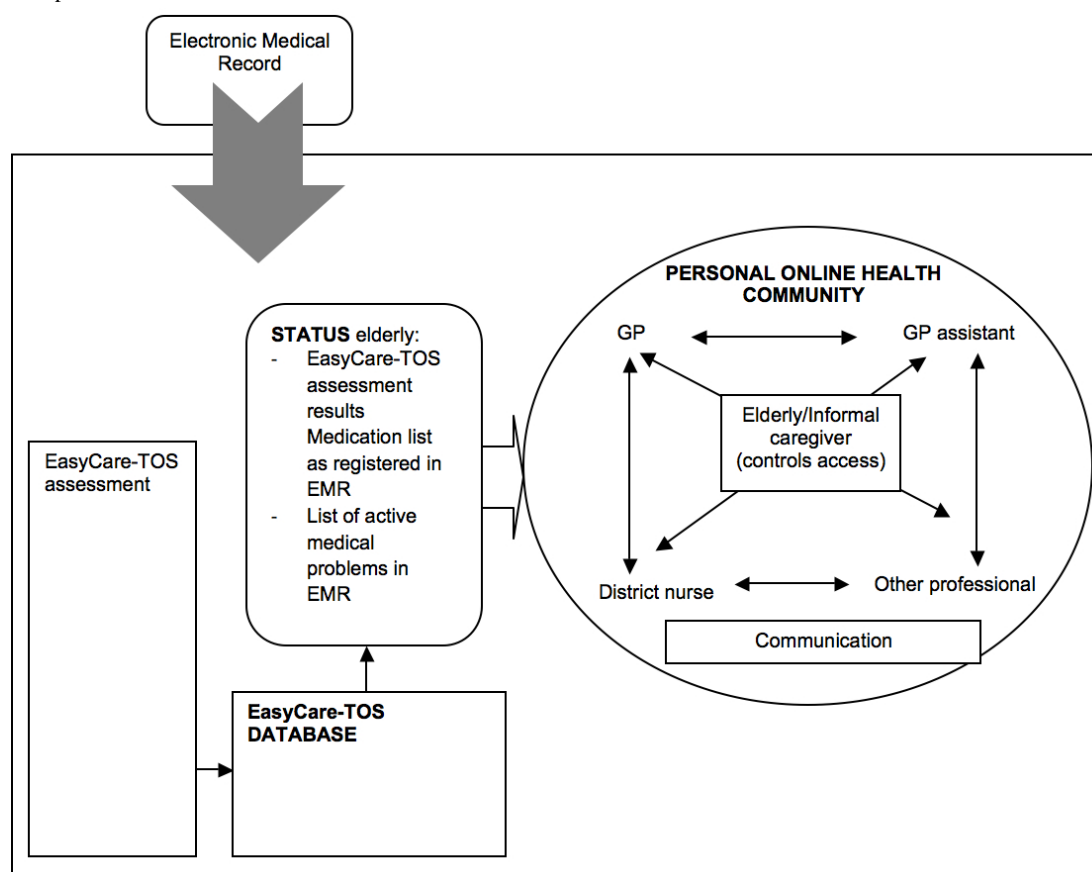 Electronic Medical
Record
EasyCare-TOS
assessment
STATUS elderly:
- EasyCare-TOS
assessment
results
Medication list
as registered in
EMR
- List of active
medical
problems in
EMR
EasyCare-TOS
DATABASE
PERSONAL ONLINE HEALTH
COMMUNITY
GP
GP assistant
Elderly/Informal
caregiver
(controls access)
District nurse
Other professional
Communication